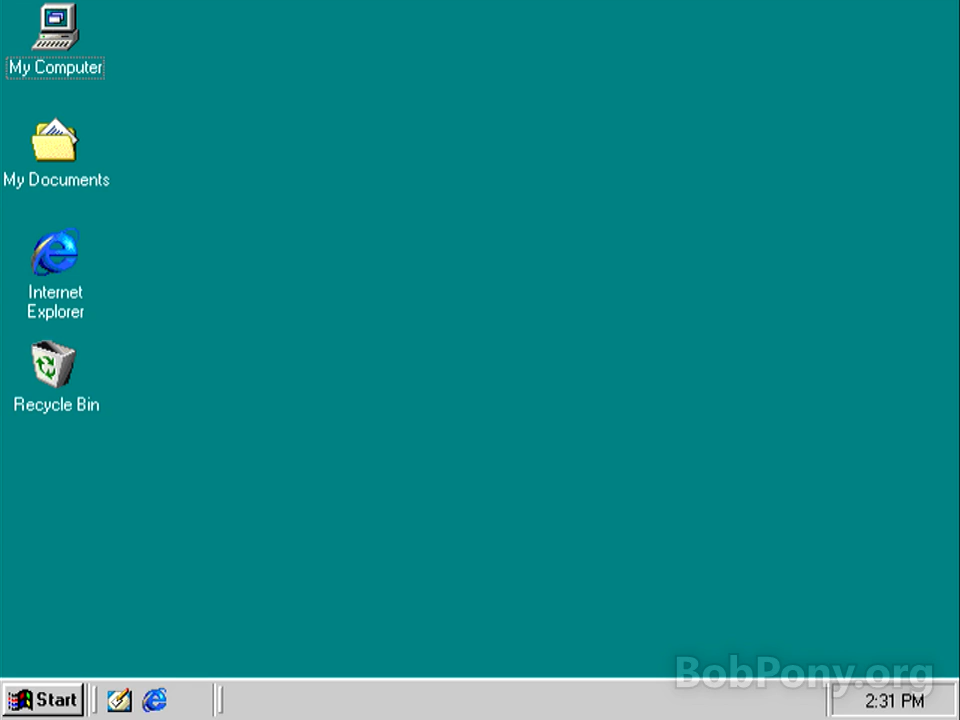 My Computer
My Documents
Internet
Explorer
Recycle Bin
BobPony.org
Start
2:31 PM